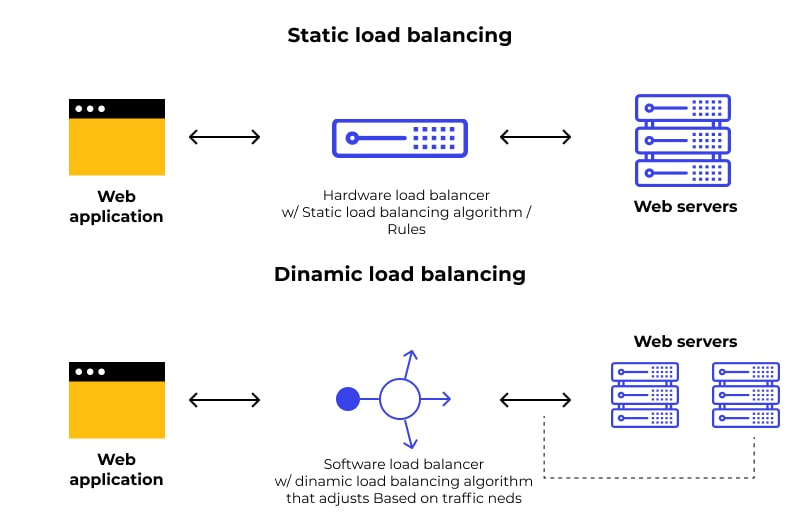 Static load balancing
Web
application
Hardware load balancer
w/ Static load balancing algorithm /
Rules
Web servers
Dinamic load balancing
Web servers
Web
application
Software load balancer
w/ dinamic load balancing algorithm
that adjusts Based on traffic neds